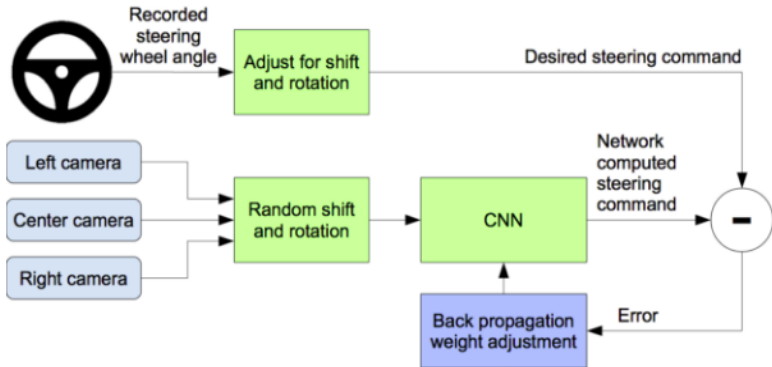 Recorded
steering
wheel angle
Adjust for shift
and rotation
Desired steering command
Left camera
Center camera
Right camera
Random shift
and rotation
CNN
Network
computed
steering
command
-
Back propagation
weight adjustment
Error